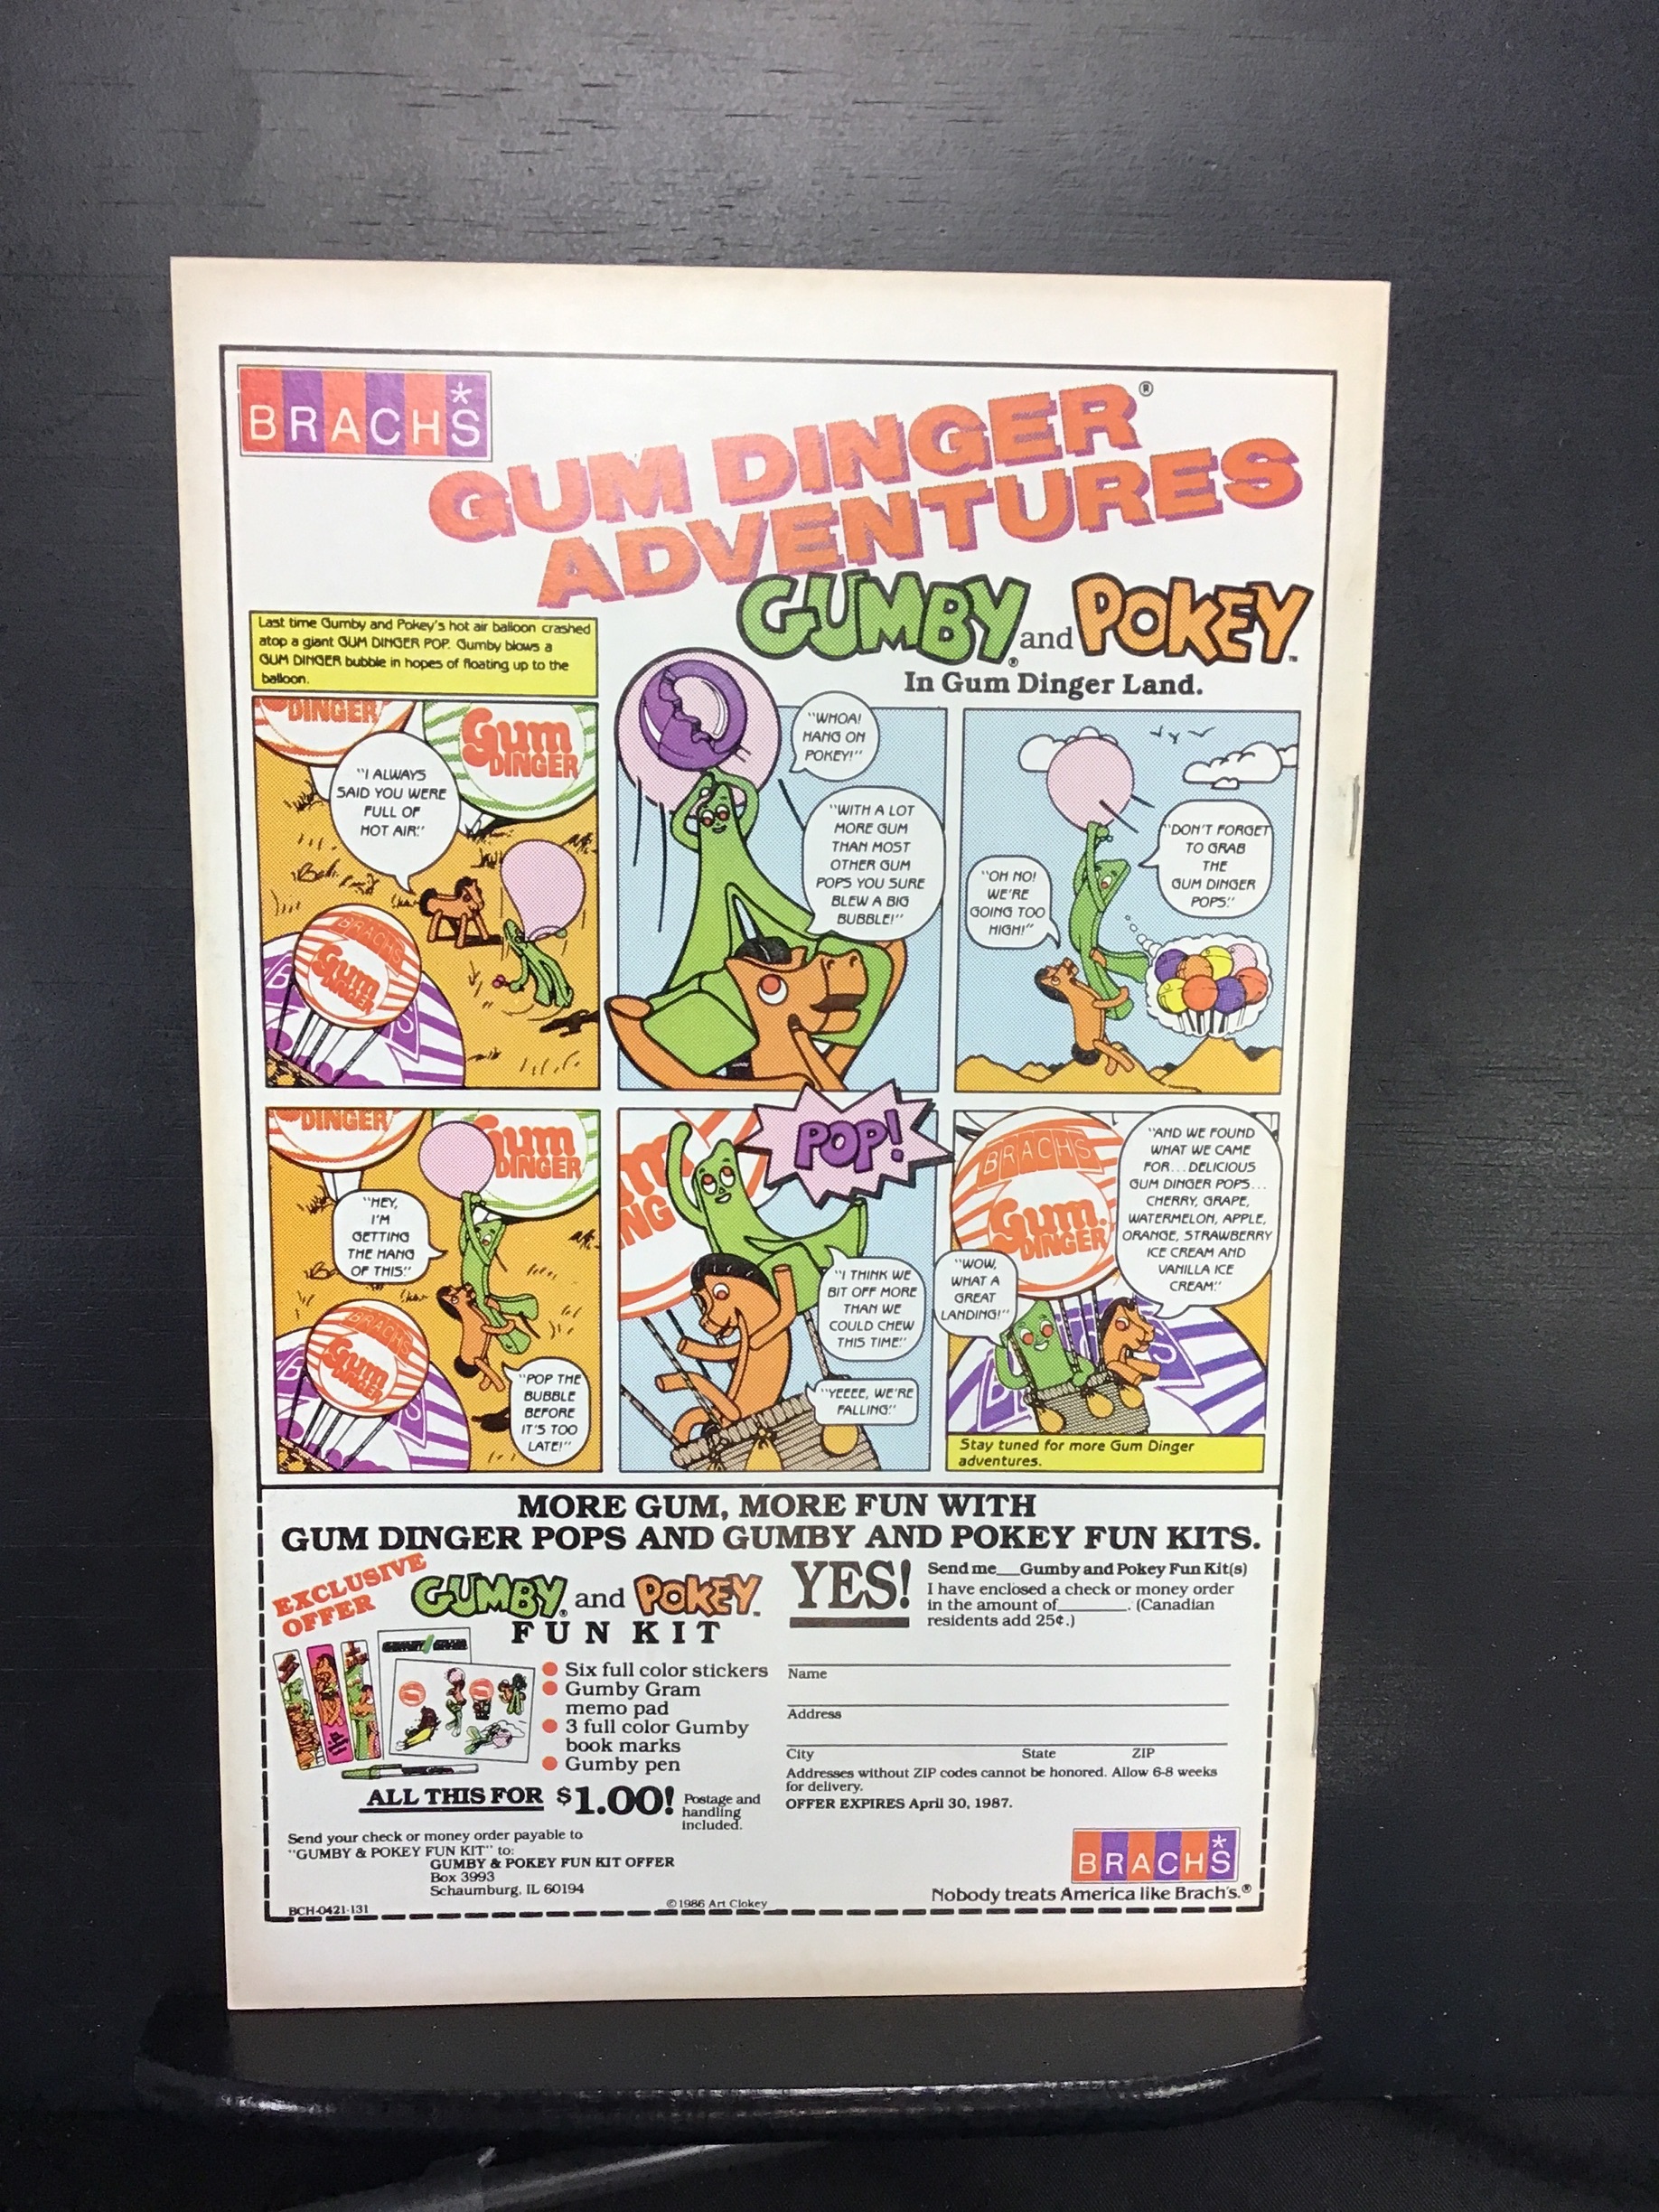 BRACH'S
GUM DINGER®
ADVENTURES
GUMBY® and POKEY™
In Gum Dinger Land.
Last time Gumby and Pokey's hot air balloon crashed
atop a giant GUM DINGER POP. Gumby blows a
GUM DINGER bubble in hopes of floating up to the
balloon.
DINGER
Gum
DINGER
"I ALWAYS
SAID YOU WERE
FULL OF
HOT AIR."
BRACHS
Gum
DINGER
B
S
"WHOA!
HANG ON
POKEY!"
"WITH A LOT
MORE GUM
THAN MOST
OTHER GUM
POPS YOU SURE
BLEW A BIG
BUBBLE!"
"DON'T FORGET
TO GRAB
THE
GUM DINGER
POPS."
"OH NO!
WE'RE
GOING TOO
HIGH!"
DINGER
Gum
DINGER
"HEY,
I'M
GETTING
THE HANG
OF THIS."
BRACHS
Gum
DINGER
B
S
"POP THE
BUBBLE
BEFORE
IT'S TOO
LATE!"
POP!
NG
"I THINK WE
BIT OFF MORE
THAN WE
COULD CHEW
THIS TIME."
"YEEEE, WE'RE
FALLING."
BRACH'S
Gum.
DINGER
"AND WE FOUND
WHAT WE CAME
FOR...DELICIOUS
GUM DINGER POPS...
CHERRY, GRAPE,
WATERMELON, APPLE,
ORANGE, STRAWBERRY
ICE CREAM AND
VANILLA ICE
CREAM."
"WOW,
WHAT A
GREAT
LANDING!"
B
S
Stay tuned for more Gum Dinger
adventures.
MORE GUM, MORE FUN WITH
GUM DINGER POPS AND GUMBY AND POKEY FUN KITS.
EXCLUSIVE
OFFER
GUMBY® and POKEY™
FUN KIT
GUMBY GRAM
Six full color stickers
Gumby Gram
memo pad
3 full color Gumby
book marks
Gumby pen
ALL THIS FOR $1.00! Postage and
handling
included.
Send your check or money order payable to
"GUMBY & POKEY FUN KIT" to:
GUMBY & POKEY FUN KIT OFFER
Box 3993
Schaumburg, IL 60194
BCH-0421-131
©1986 Art Clokey
YES!
Send me___Gumby and Pokey Fun Kit(s)
I have enclosed a check or money order
in the amount of________. (Canadian
residents add 25¢.)
Name
Address
City State ZIP
Addresses without ZIP codes cannot be honored. Allow 6-8 weeks
for delivery.
OFFER EXPIRES April 30, 1987.
BRACH'S
Nobody treats America like Brach's.®